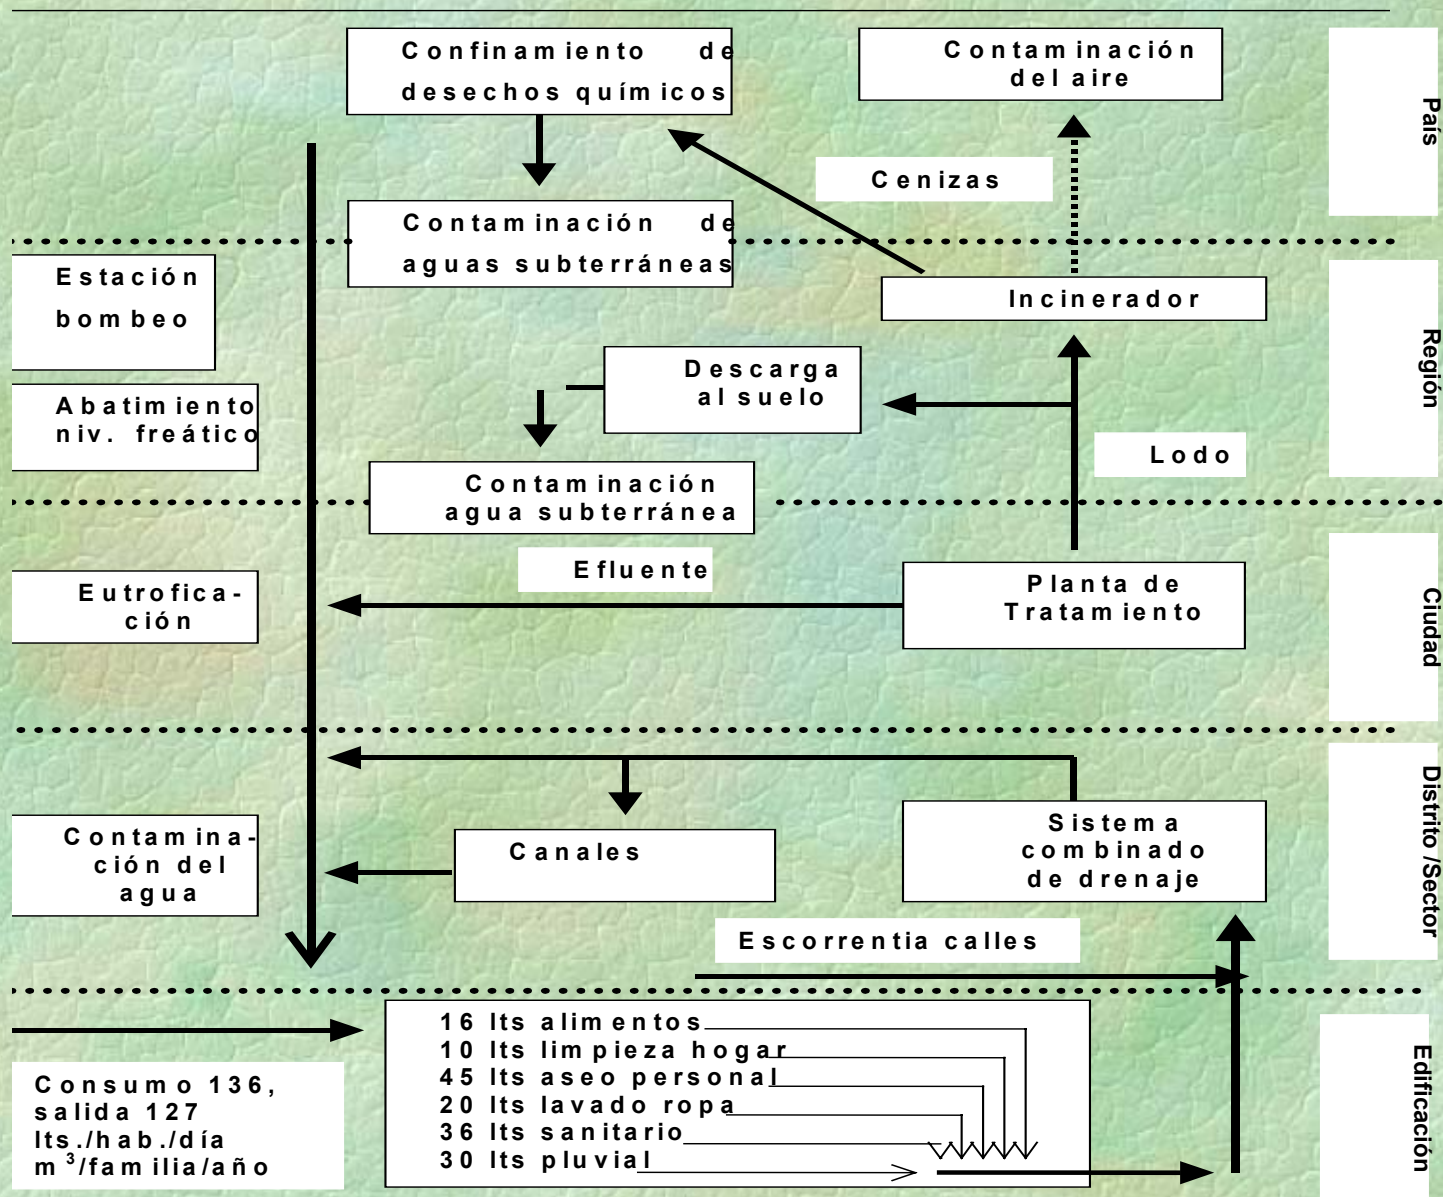 Confinamiento de
desechos químicos
Contaminación
del aire
País
Cenizas
Contaminación de
aguas subterráneas
Estación
bombeo
Incinerador
Región
Descarga
al suelo
Abatimiento
niv. freático
Lodo
Contaminación
agua subterránea
Efluente
Eutrofica-
ción
Planta de
Tratamiento
Ciudad
Contamina-
ción del
agua
Canales
Sistema
combinado
de drenaje
Distrito /Sector
Escorrentia calles
16 lts alimentos
10 lts limpieza hogar
45 lts aseo personal
20 lts lavado ropa
36 lts sanitario
30 lts pluvial
Consumo 136,
salida 127
lts./hab./día
m³/familia/año
Edificación